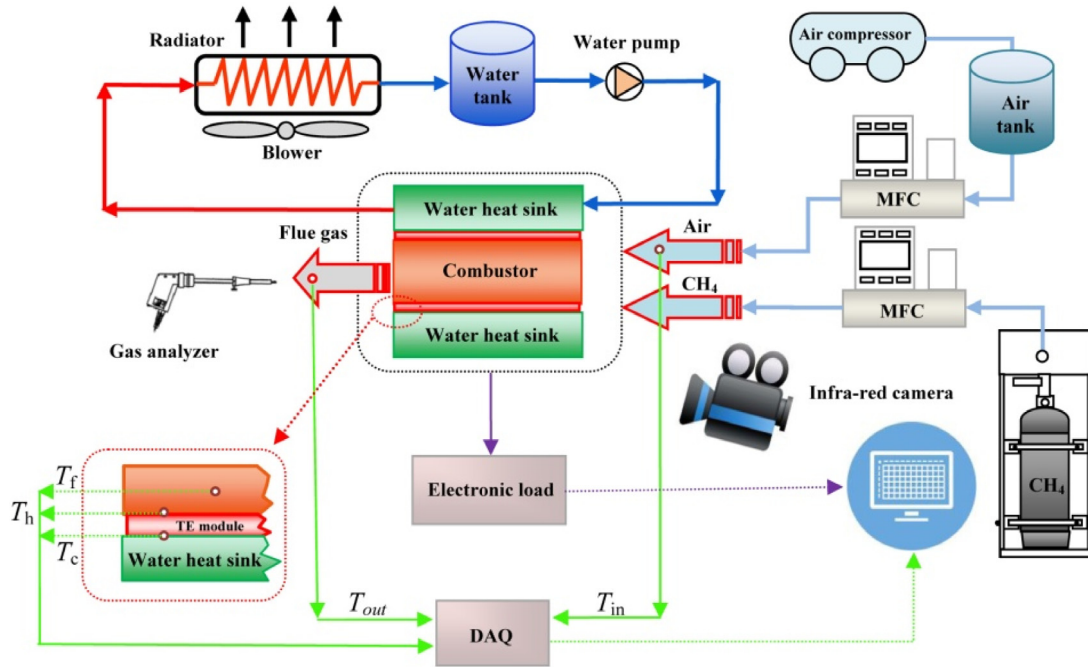 Radiator
Blower
Water
tank
Water pump
Air compressor
Air
tank
MFC
MFC
Water heat sink
Combustor
Water heat sink
Air
CH4
Flue gas
Gas analyzer
Infra-red camera
CH4
Electronic load
Tf
Th
Tc
TE module
Water heat sink
Tout
Tin
DAQ